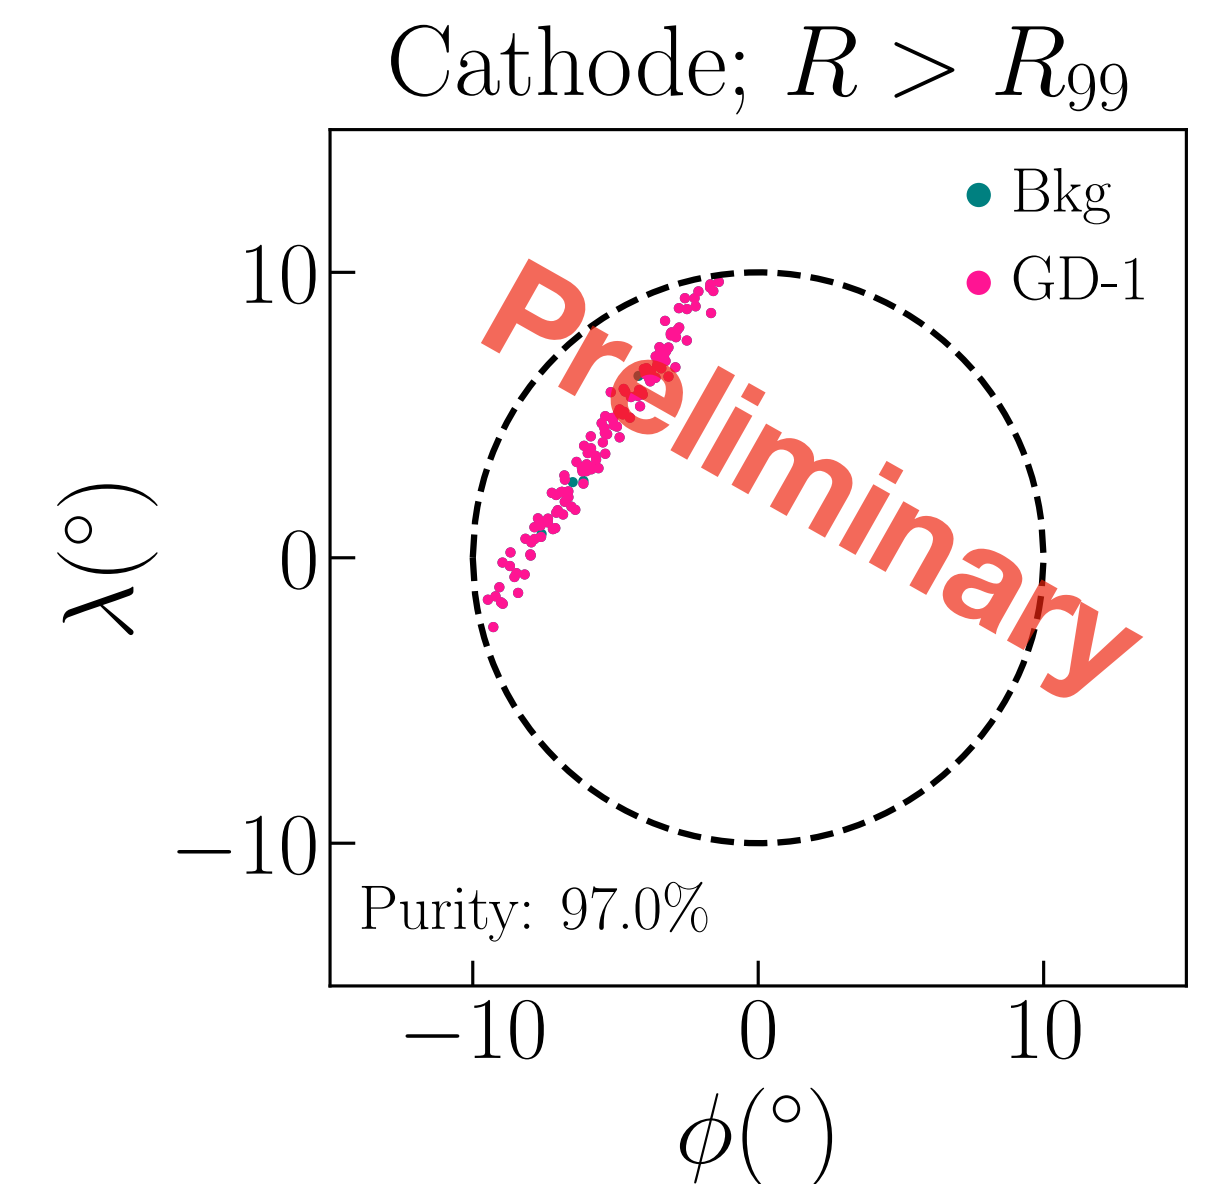 Cathode; R > R₉₉
Bkg
GD-1
Preliminary
10
0
−10
λ(°)
Purity: 97.0%
−10 0 10
ϕ(°)